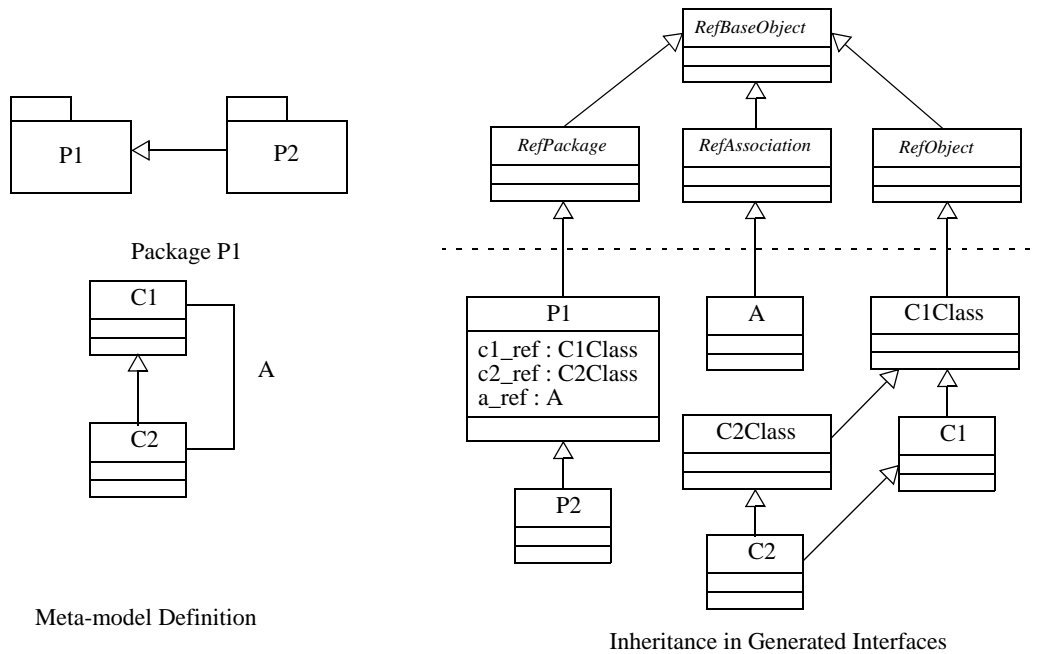 P1
P2
Package P1
C1
A
C2
Meta-model Definition
RefBaseObject
RefPackage
RefAssociation
RefObject
P1
c1_ref : C1Class
c2_ref : C2Class
a_ref : A
A
C1Class
C2Class
C1
P2
C2
Inheritance in Generated Interfaces